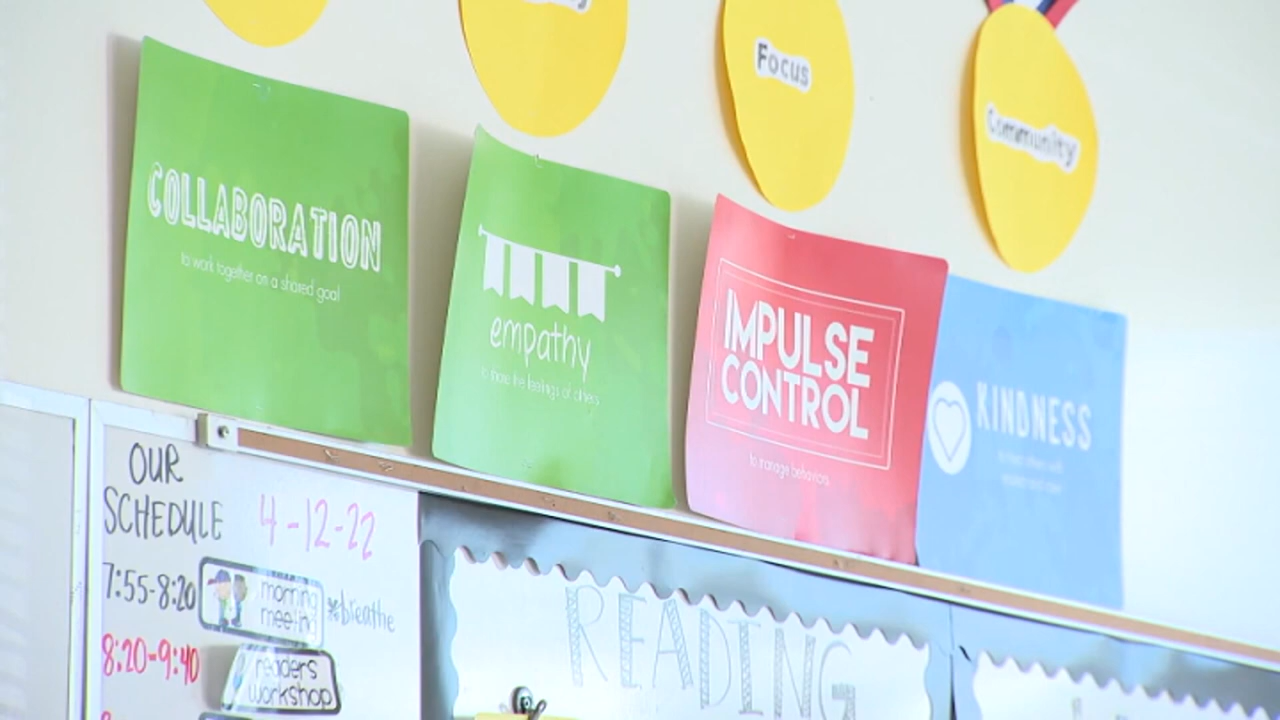 Focus
Community
COLLABORATION
to work together on a shared goal
empathy
to share the feelings of others
IMPULSE
CONTROL
to manage behaviors
KINDNESS
OUR
SCHEDULE
4-12-22
7:55-8:20
morning
meeting
*breathe
8:20-9:40
readers
workshop
READING